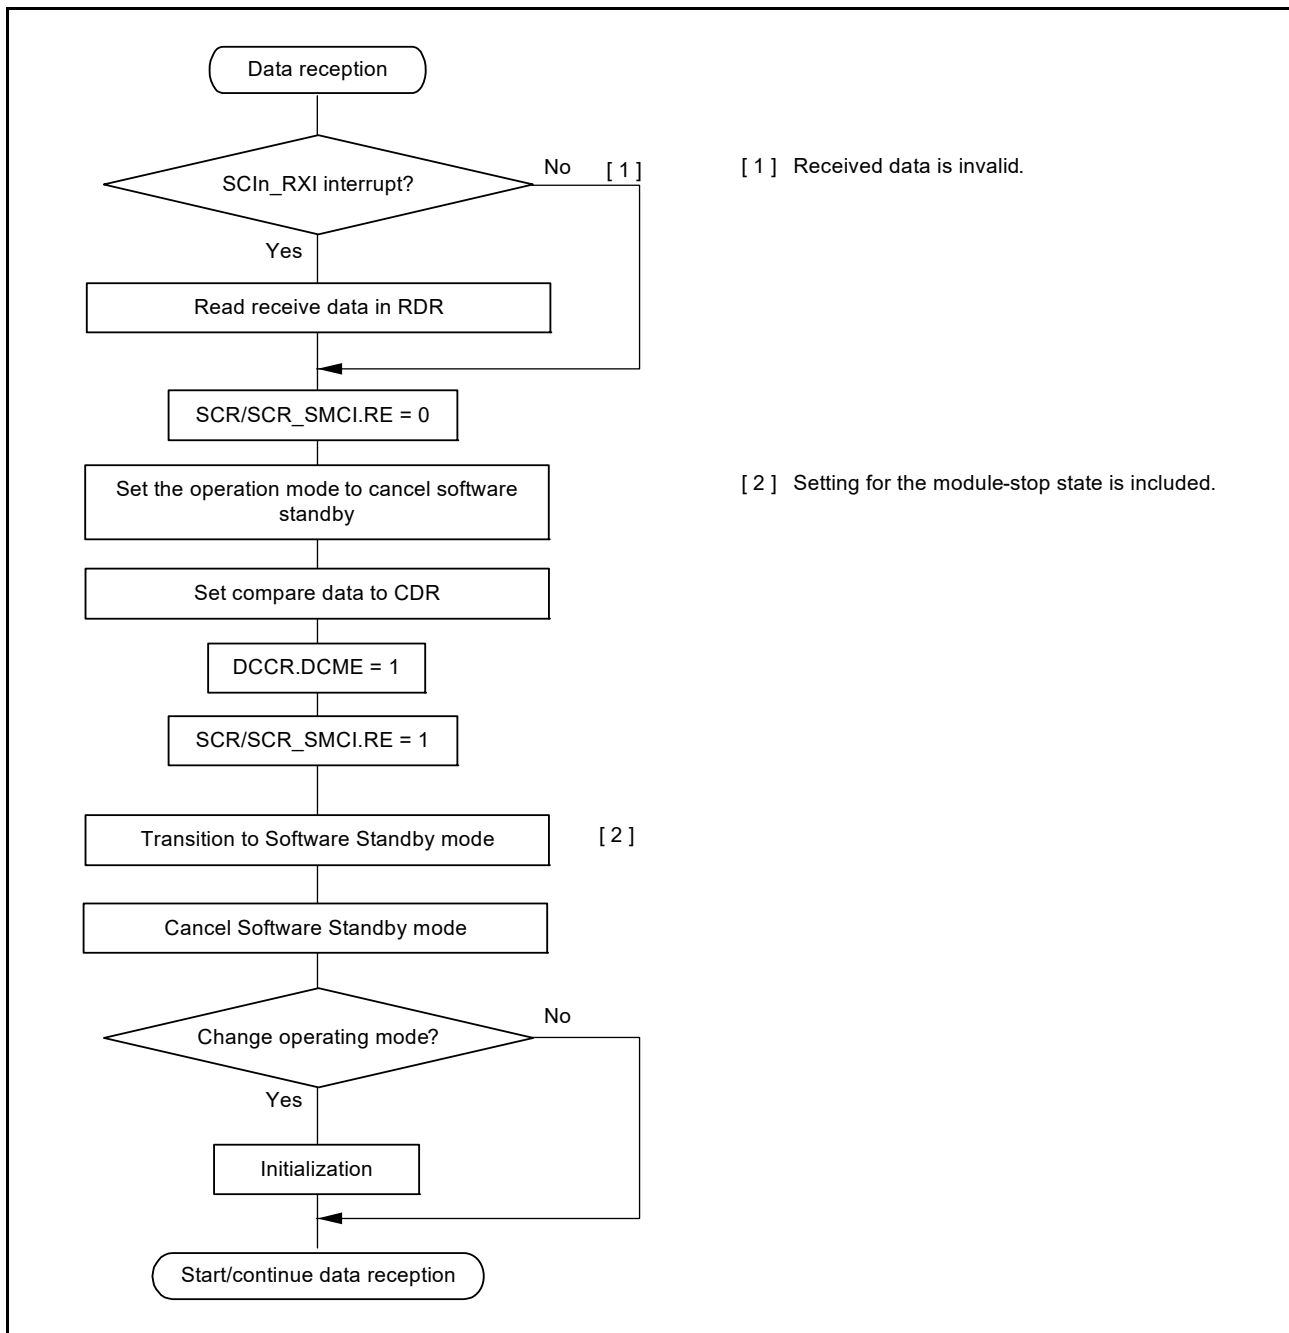 Data reception
SCIn_RXI interrupt?
No
[ 1 ]
[ 1 ] Received data is invalid.
Yes
Read receive data in RDR
SCR/SCR_SMCI.RE = 0
Set the operation mode to cancel software
standby
[ 2 ] Setting for the module-stop state is included.
Set compare data to CDR
DCCR.DCME = 1
SCR/SCR_SMCI.RE = 1
Transition to Software Standby mode
[ 2 ]
Cancel Software Standby mode
Change operating mode?
No
Yes
Initialization
Start/continue data reception